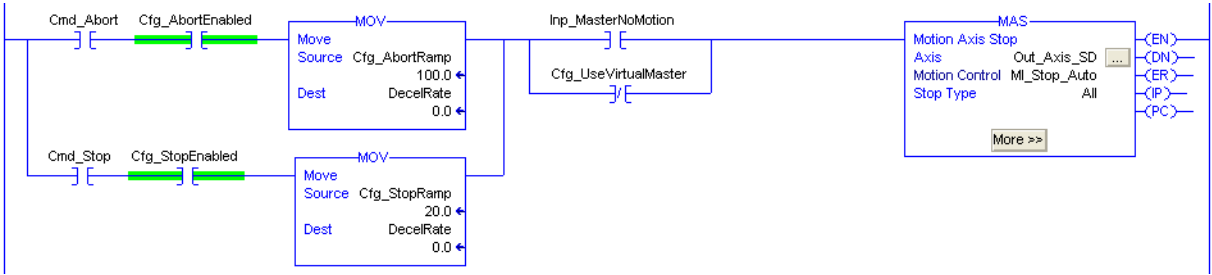 Cmd_Abort Cfg_AbortEnabled MOV Inp_MasterNoMotion MAS
Move
Source Cfg_AbortRamp
100.0
Dest DecelRate
0.0
Cfg_UseVirtualMaster
Motion Axis Stop
Axis Out_Axis_SD ...
Motion Control MI_Stop_Auto
Stop Type All
More >>
(EN)
(DN)
(ER)
(IP)
(PC)
Cmd_Stop Cfg_StopEnabled MOV
Move
Source Cfg_StopRamp
20.0
Dest DecelRate
0.0